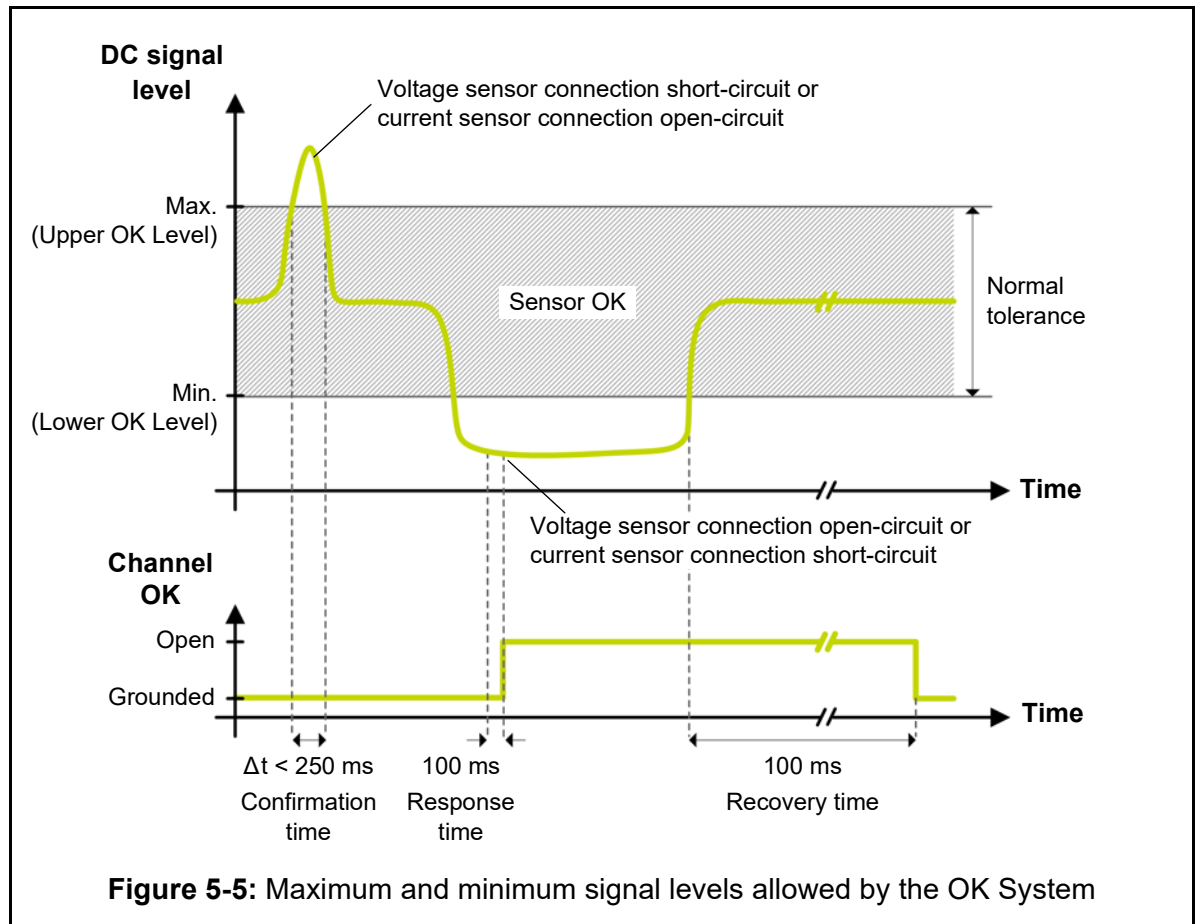 DC signal
level
Voltage sensor connection short-circuit or
current sensor connection open-circuit
Max.
(Upper OK Level)
Sensor OK
Normal
tolerance
Min.
(Lower OK Level)
Time
Voltage sensor connection open-circuit or
current sensor connection short-circuit
Channel
OK
Open
Grounded
Time
Δt < 250 ms
Confirmation
time
100 ms
Response
time
100 ms
Recovery time
Figure 5-5: Maximum and minimum signal levels allowed by the OK System